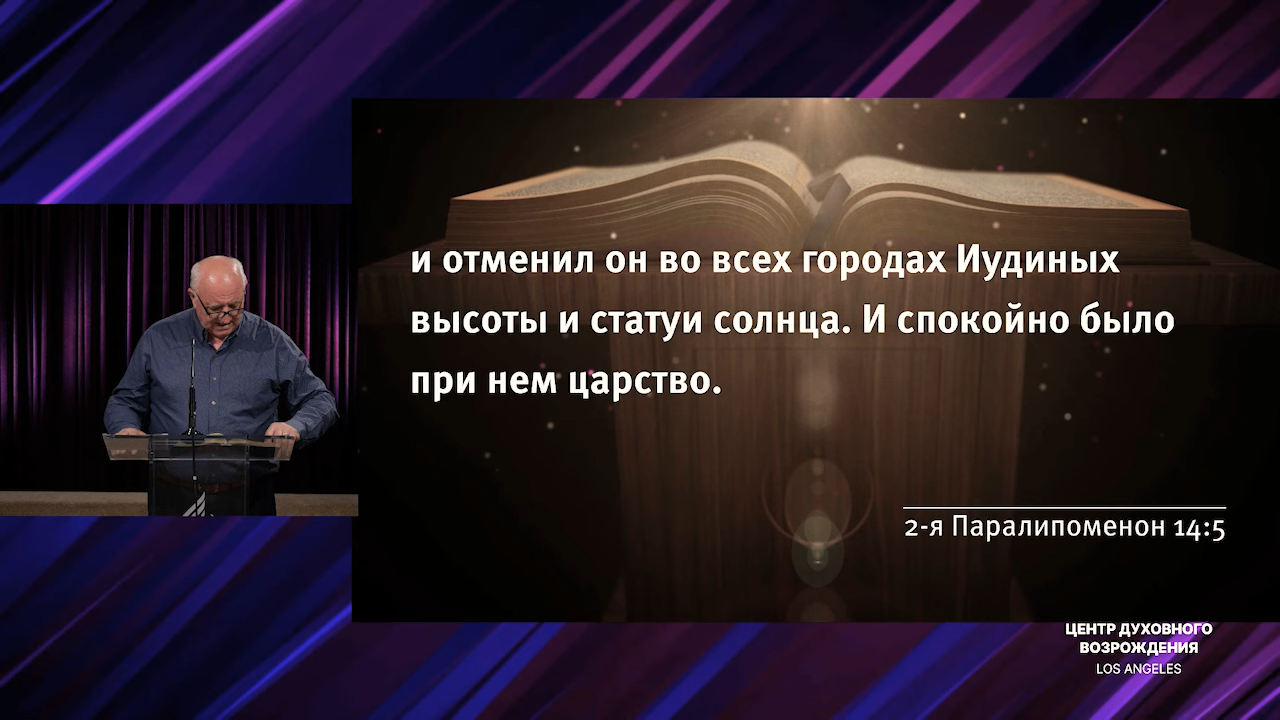 и отменил он во всех городах Иудиных
высоты и статуи солнца. И спокойно было
при нем царство.
2-я Паралипоменон 14:5
ЦЕНТР ДУХОВНОГО
ВОЗРОЖДЕНИЯ
LOS ANGELES